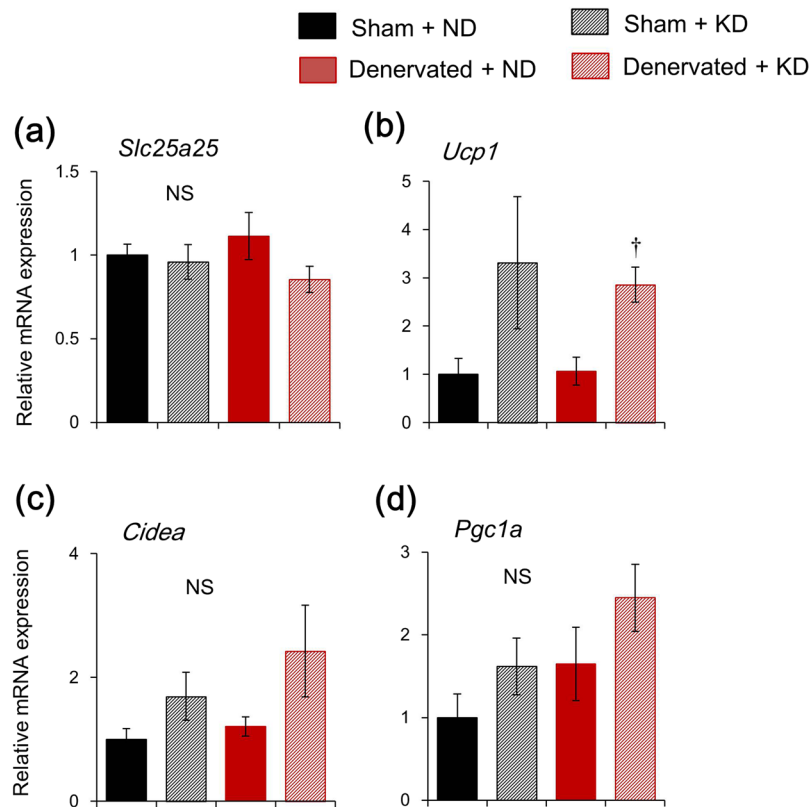 Sham + ND
Sham + KD
Denervated + ND
Denervated + KD
(a)
Slc25a25
NS
Relative mRNA expression
1.5
1
0.5
0
(b)
Ucp1
†
5
4
3
2
1
0
(c)
Cidea
NS
Relative mRNA expression
4
2
0
(d)
Pgc1a
NS
3
2
1
0